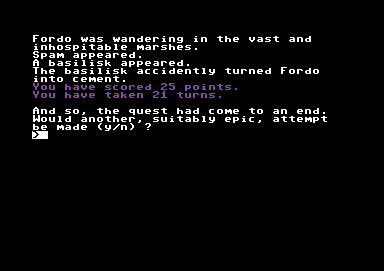 Fordo was wandering in the vast and
inhospitable marshes.
Spam appeared.
A basilisk appeared.
The basilisk accidently turned Fordo
into cement.
You have scored 25 points.
You have taken 21 turns.
And so, the quest had come to an end.
Would another, suitably epic, attempt
be made (y/n) ?
>